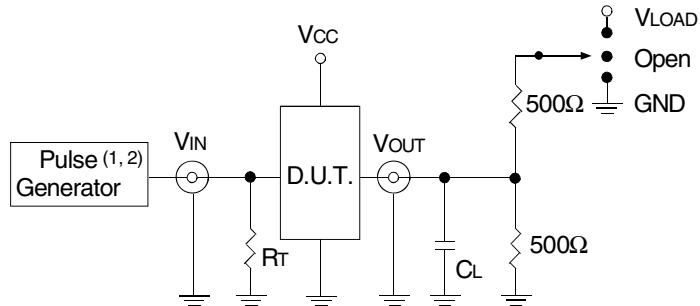 VLOAD
VCC
Open
500Ω
GND
VIN
VOUT
Pulse (1, 2)
Generator
D.U.T.
RT
CL
500Ω